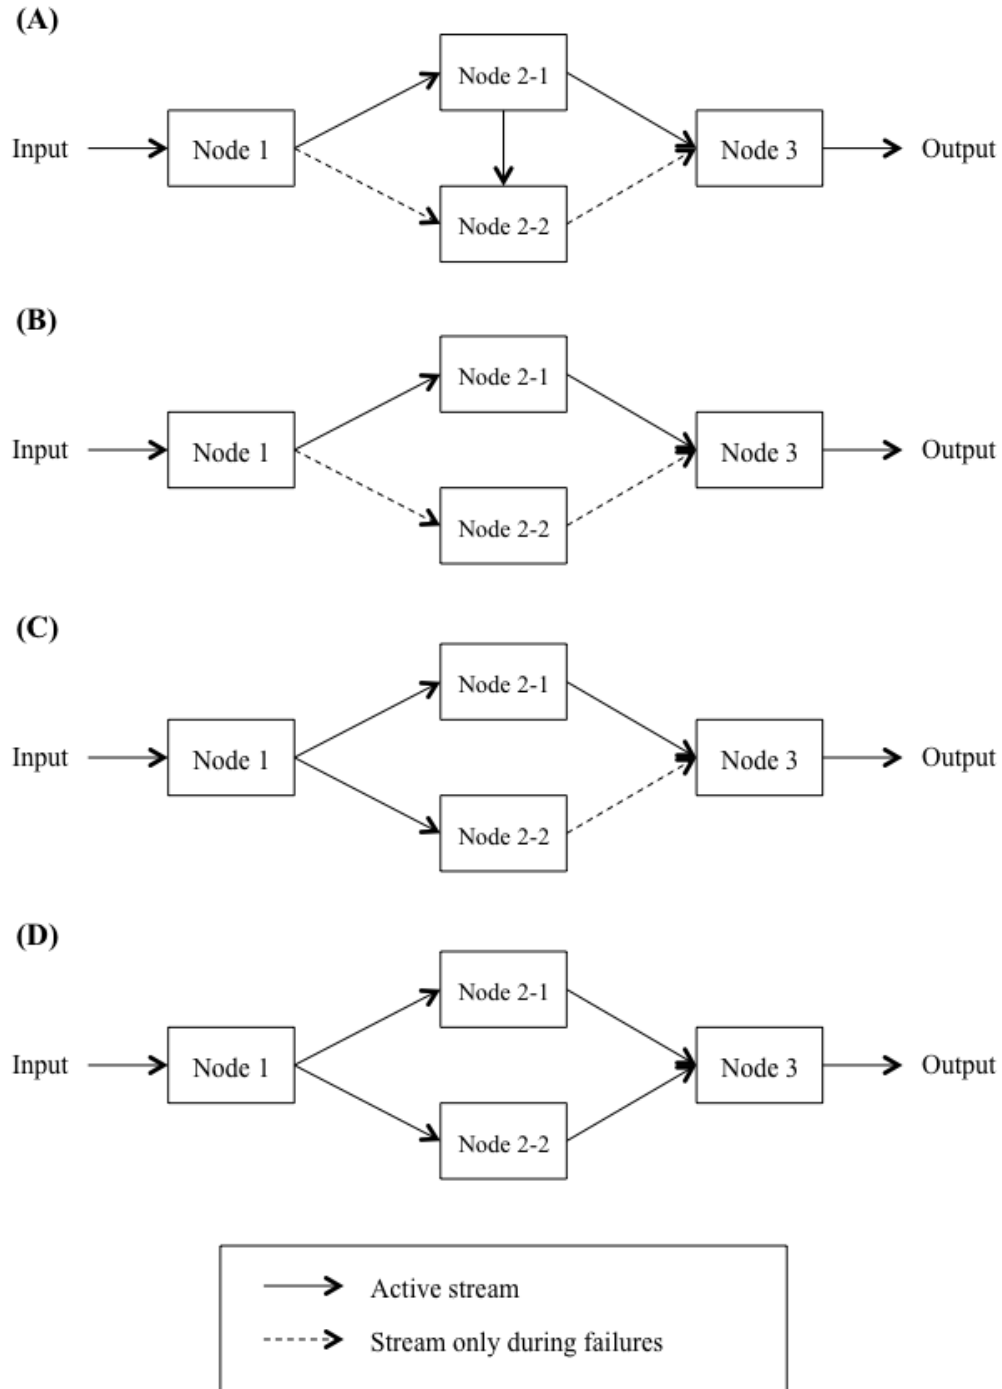 (A)
Node 2-1
Input Node 1 Node 3 Output
Node 2-2
(B)
Node 2-1
Input Node 1 Node 3 Output
Node 2-2
(C)
Node 2-1
Input Node 1 Node 3 Output
Node 2-2
(D)
Node 2-1
Input Node 1 Node 3 Output
Node 2-2
Active stream
Stream only during failures